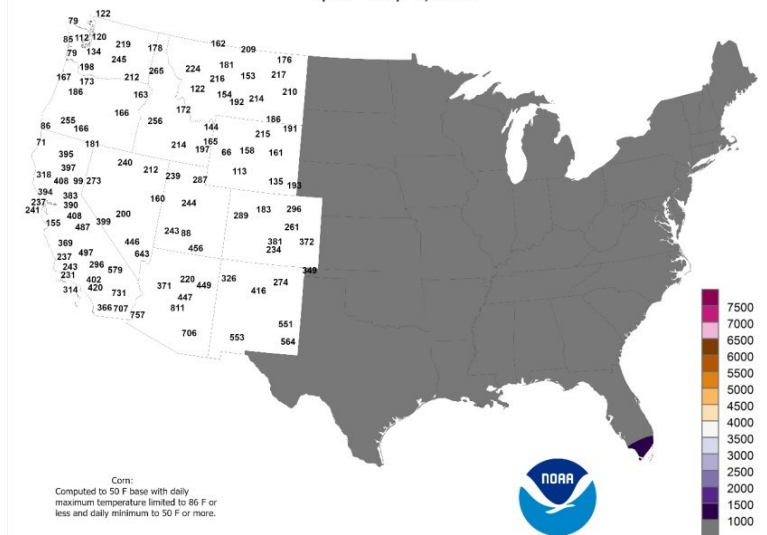 122
79
85 112 120
79 134 219 178 162 209
198 245
167 173 212 265 224 181 176
186 163 122 216 153 217
154 192 214 210
255 166 172
86 166 256 144 186
71 181 214 165 215 191
197 66 158 161
395 240 212 239 287 113
397
318 408 99 273 135 193
394 383 160 244 183 296
237 390 289
241 408 200
155 487 399 243 88 261
369 446 456 381 372
237 497 643 234
243 296 579 349
231 402 371 220 449 326 274
314 420 731 447 416
366 707 757 811
706 553 551
564
7500
7000
6500
6000
5500
5000
4500
4000
3500
3000
2500
2000
1500
1000
NOAA
Corn:
Computed to 50 F base with daily
maximum temperature limited to 86 F or
less and daily minimum to 50 F or more.